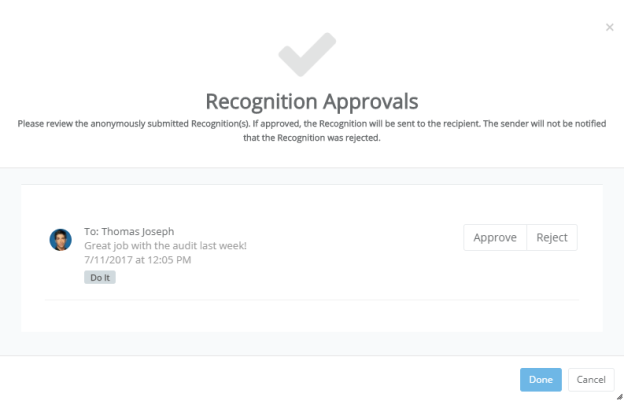 Recognition Approvals
Please review the anonymously submitted Recognition(s). If approved, the Recognition will be sent to the recipient. The sender will not be notified
that the Recognition was rejected.
To: Thomas Joseph
Great job with the audit last week!
7/11/2017 at 12:05 PM
Do It
Approve Reject
Done Cancel